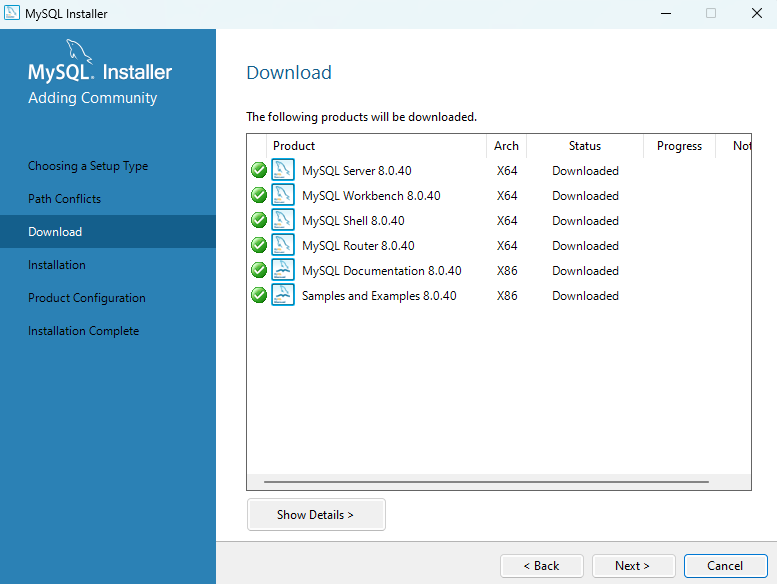 MySQL Installer
MySQL. Installer
Adding Community
Choosing a Setup Type
Path Conflicts
Download
Installation
Product Configuration
Installation Complete
Download
The following products will be downloaded.
Product Arch Status Progress Not
MySQL Server 8.0.40 X64 Downloaded
MySQL Workbench 8.0.40 X64 Downloaded
MySQL Shell 8.0.40 X64 Downloaded
MySQL Router 8.0.40 X64 Downloaded
MySQL Documentation 8.0.40 X86 Downloaded
Samples and Examples 8.0.40 X86 Downloaded
Show Details >
< Back Next > Cancel